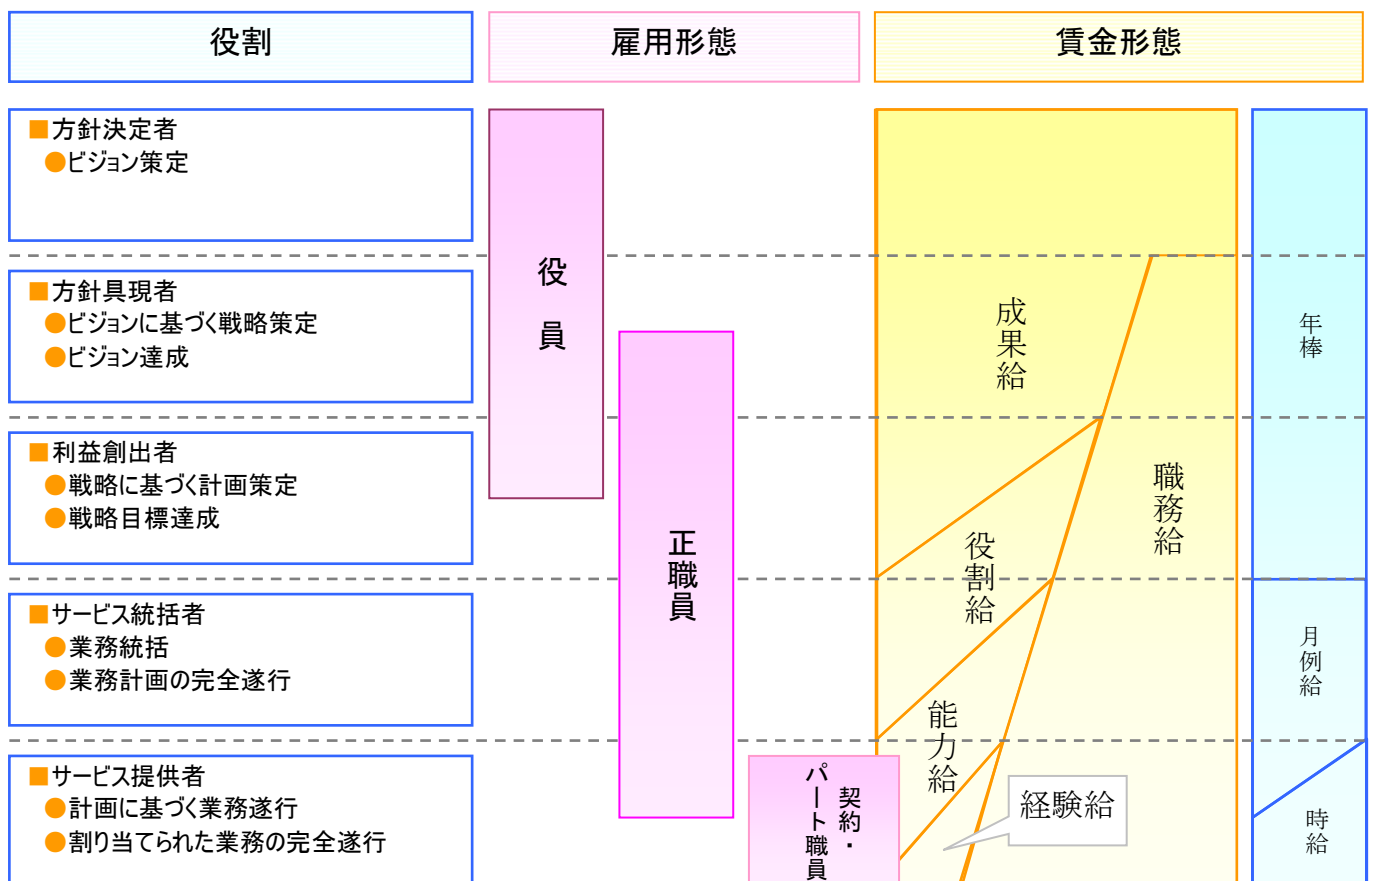 役割
雇用形態
賃金形態
■方針決定者
●ビジョン策定
■方針具現者
●ビジョンに基づく戦略策定
●ビジョン達成
■利益創出者
●戦略に基づく計画策定
●戦略目標達成
■サービス統括者
●業務統括
●業務計画の完全遂行
■サービス提供者
●計画に基づく業務遂行
●割り当てられた業務の完全遂行
役員
正職員
契約・
パート職員
成果給
職務給
役割給
能力給
経験給
年棒
月例給
時給